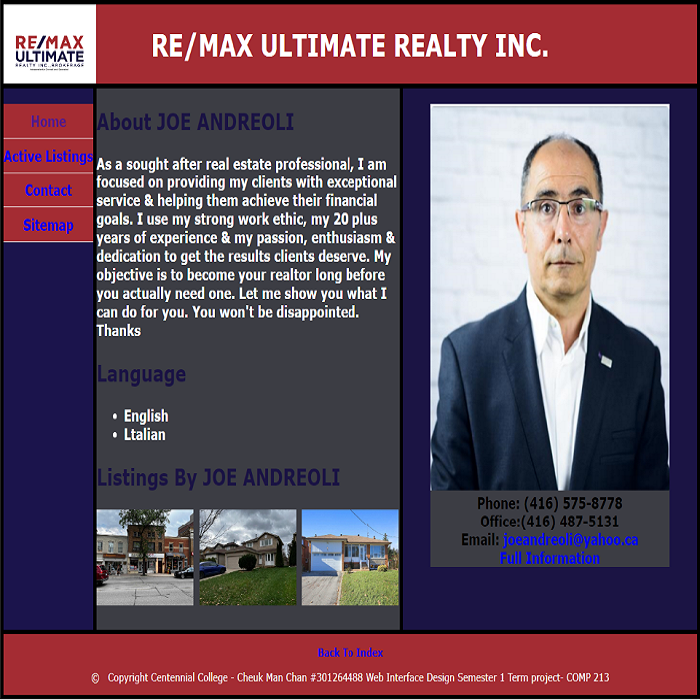 RE/MAX
ULTIMATE
REALTY INC., BROKERAGE
RE/MAX ULTIMATE REALTY INC.
Home
Active Listings
Contact
Sitemap
About JOE ANDREOLI
As a sought after real estate professional, I am
focused on providing my clients with exceptional
service & helping them achieve their financial
goals. I use my strong work ethic, my 20 plus
years of experience & my passion, enthusiasm &
dedication to get the results clients deserve. My
objective is to become your realtor long before
you actually need one. Let me show you what I
can do for you. You won't be disappointed.
Thanks
Language
• English
• Ltalian
Listings By JOE ANDREOLI
Phone: (416) 575-8778
Office:(416) 487-5131
Email: joeandreoli@yahoo.ca
Full Information
Back To Index
© Copyright Centennial College - Cheuk Man Chan #301264488 Web Interface Design Semester 1 Term project- COMP 213